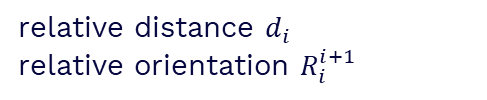 relative distance $d_i$
relative orientation $R_i^{i+1}$